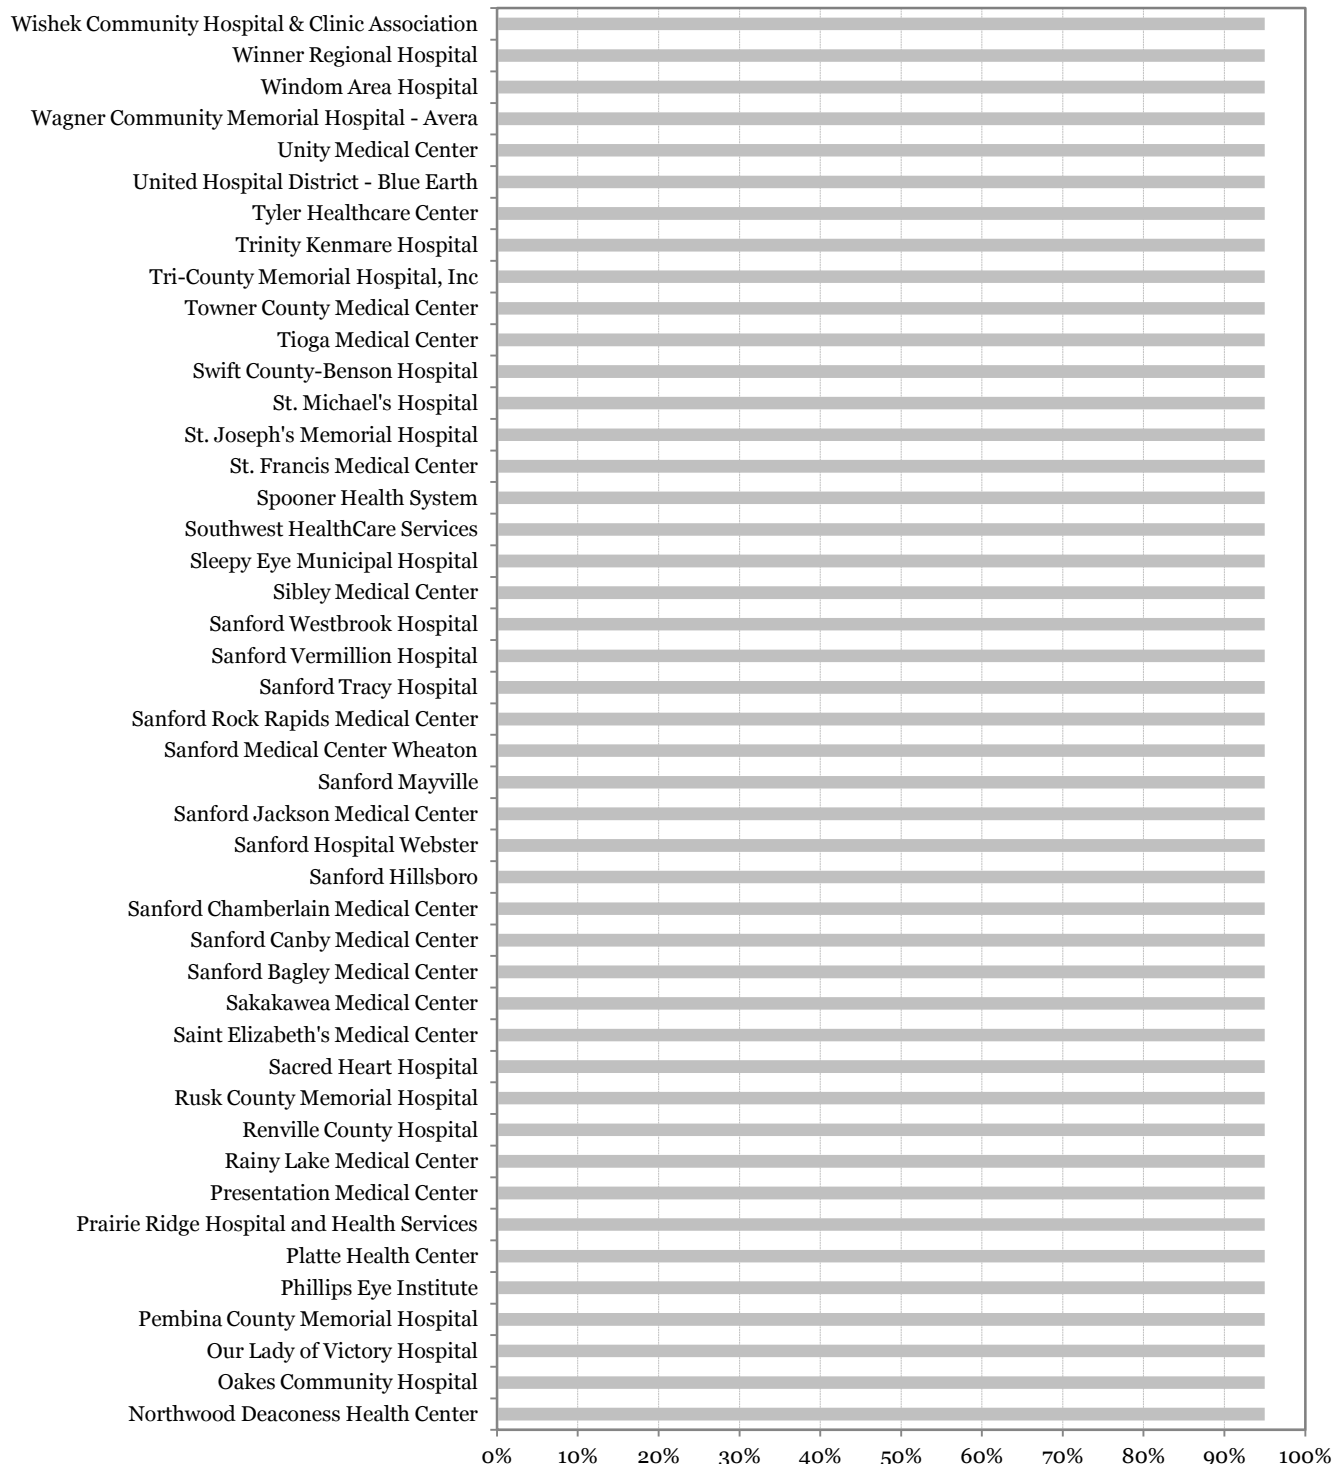 Wishek Community Hospital & Clinic Association
Winner Regional Hospital
Windom Area Hospital
Wagner Community Memorial Hospital - Avera
Unity Medical Center
United Hospital District - Blue Earth
Tyler Healthcare Center
Trinity Kenmare Hospital
Tri-County Memorial Hospital, Inc
Towner County Medical Center
Tioga Medical Center
Swift County-Benson Hospital
St. Michael's Hospital
St. Joseph's Memorial Hospital
St. Francis Medical Center
Spooner Health System
Southwest HealthCare Services
Sleepy Eye Municipal Hospital
Sibley Medical Center
Sanford Westbrook Hospital
Sanford Vermillion Hospital
Sanford Tracy Hospital
Sanford Rock Rapids Medical Center
Sanford Medical Center Wheaton
Sanford Mayville
Sanford Jackson Medical Center
Sanford Hospital Webster
Sanford Hillsboro
Sanford Chamberlain Medical Center
Sanford Canby Medical Center
Sanford Bagley Medical Center
Sakakawea Medical Center
Saint Elizabeth's Medical Center
Sacred Heart Hospital
Rusk County Memorial Hospital
Renville County Hospital
Rainy Lake Medical Center
Presentation Medical Center
Prairie Ridge Hospital and Health Services
Platte Health Center
Phillips Eye Institute
Pembina County Memorial Hospital
Our Lady of Victory Hospital
Oakes Community Hospital
Northwood Deaconess Health Center
0% 10% 20% 30% 40% 50% 60% 70% 80% 90% 100%